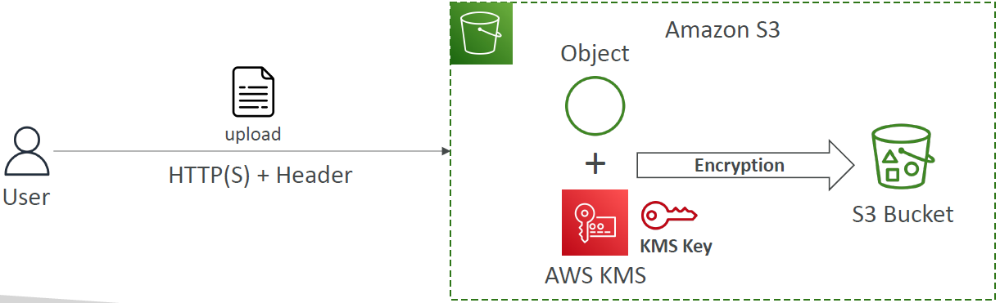 Amazon S3
Object
upload
HTTP(S) + Header
User
+
Encryption
S3 Bucket
KMS Key
AWS KMS